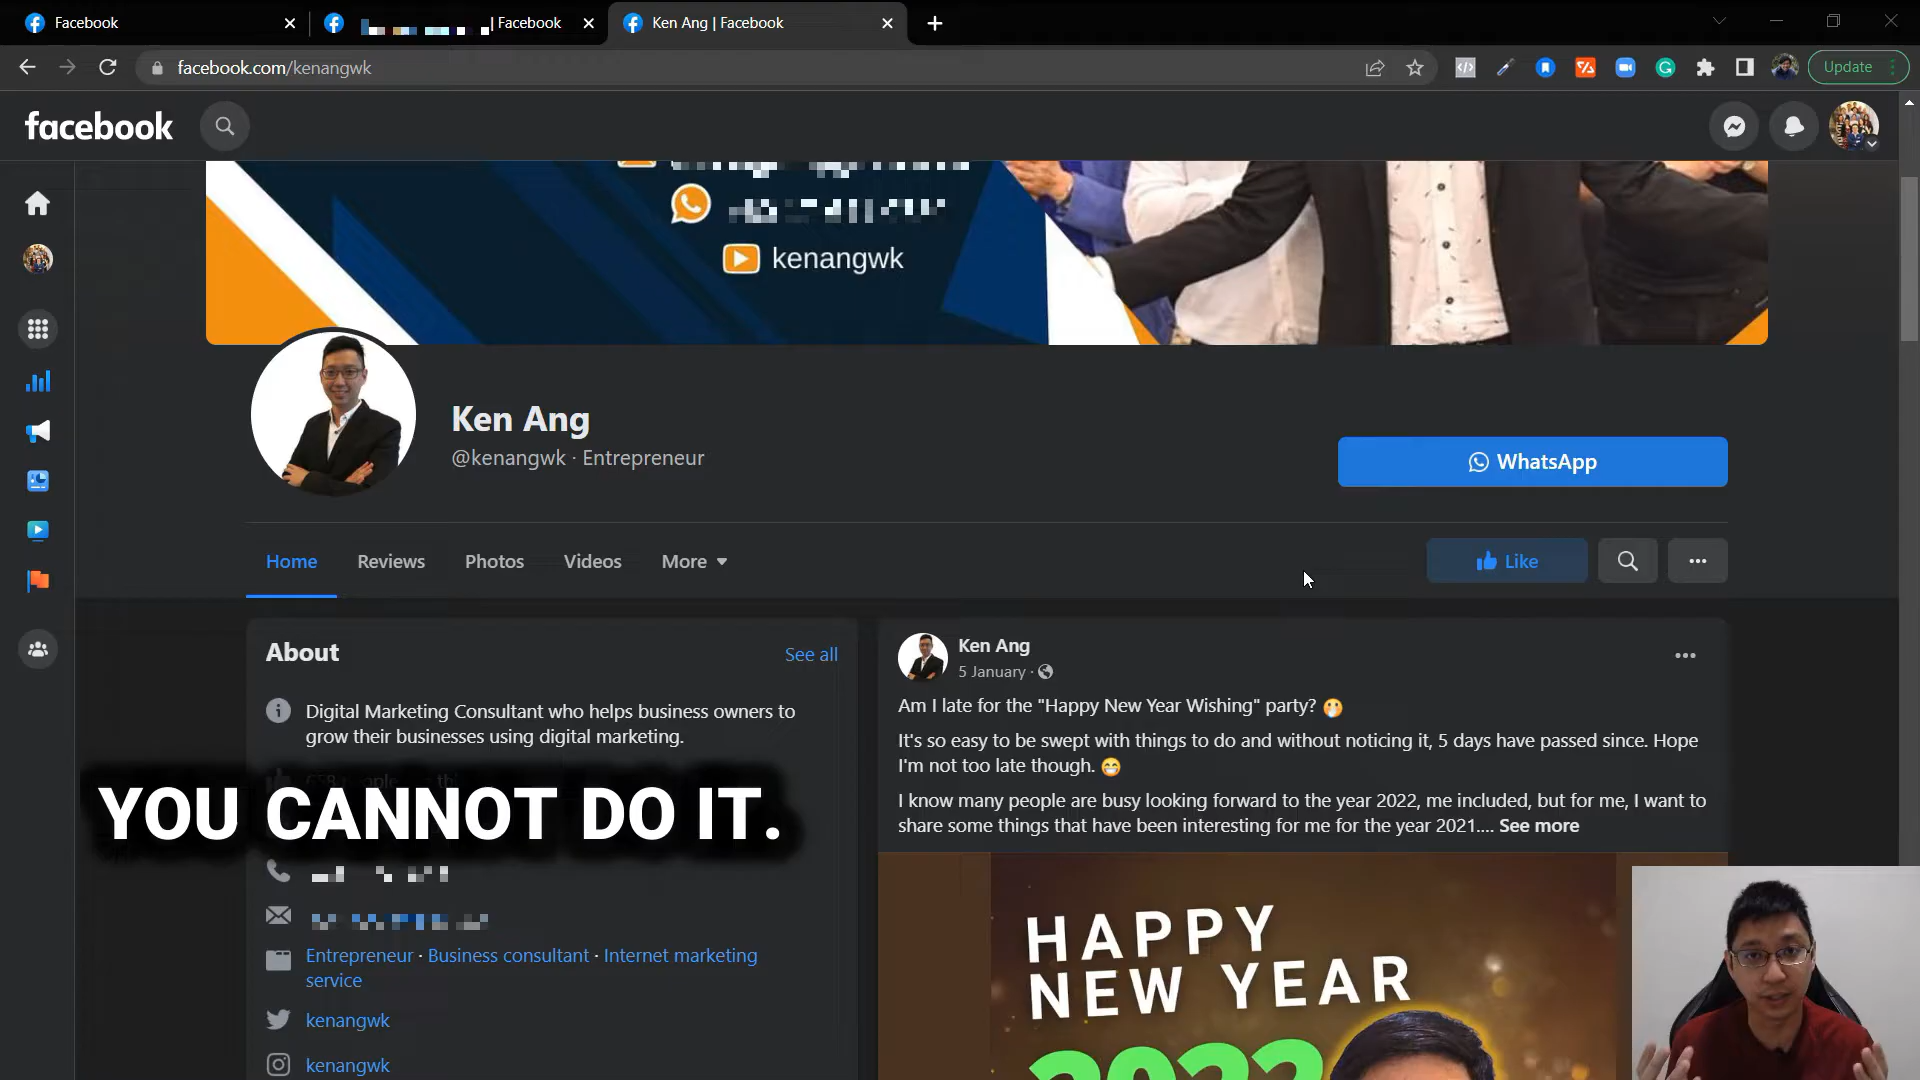 Facebook
| Facebook
Ken Ang | Facebook
facebook.com/kenangwk
Update
facebook
kenangwk
Ken Ang
@kenangwk · Entrepreneur
WhatsApp
Home
Reviews
Photos
Videos
More
Like
About
See all
Digital Marketing Consultant who helps business owners to
grow their businesses using digital marketing.
YOU CANNOT DO IT.
Entrepreneur · Business consultant · Internet marketing
service
kenangwk
kenangwk
Ken Ang
5 January ·
Am I late for the "Happy New Year Wishing" party? 🤭
It's so easy to be swept with things to do and without noticing it, 5 days have passed since. Hope
I'm not too late though. 😁
I know many people are busy looking forward to the year 2022, me included, but for me, I want to
share some things that have been interesting for me for the year 2021.... See more
HAPPY
NEW YEAR
2022